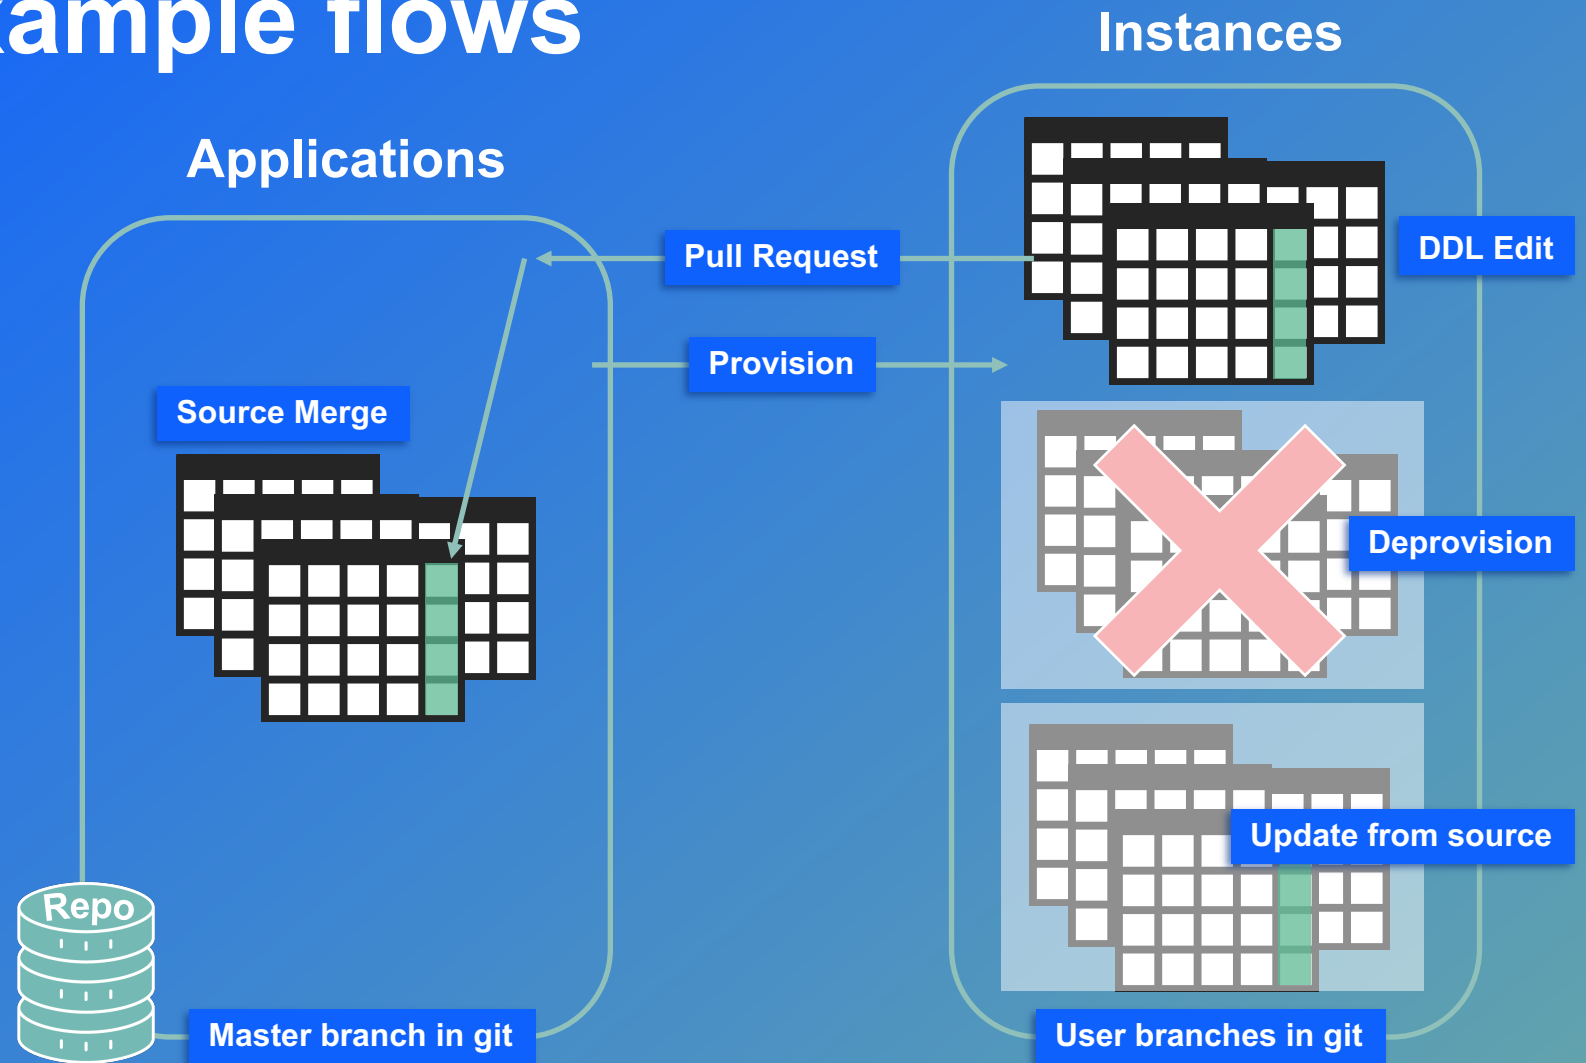 xample flows
Instances
Applications
Pull Request
DDL Edit
Provision
Source Merge
Deprovision
Update from source
Repo
Master branch in git
User branches in git